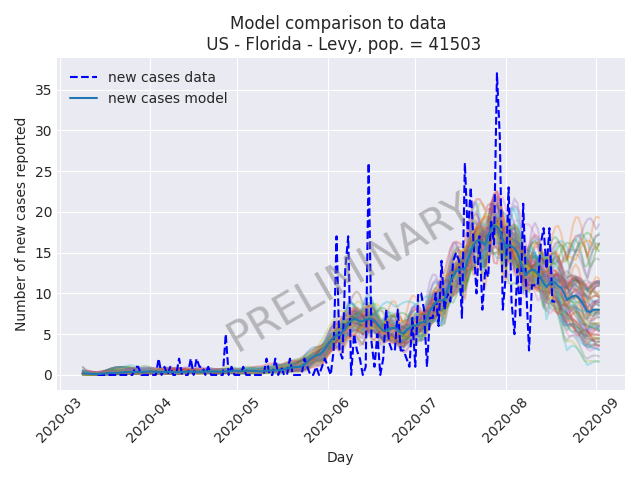 Model comparison to data
US - Florida - Levy, pop. = 41503
new cases data
new cases model
Number of new cases reported
35
30
25
20
15
10
5
0
PRELIMINARY
2020-03
2020-04
2020-05
2020-06
2020-07
2020-08
2020-09
Day